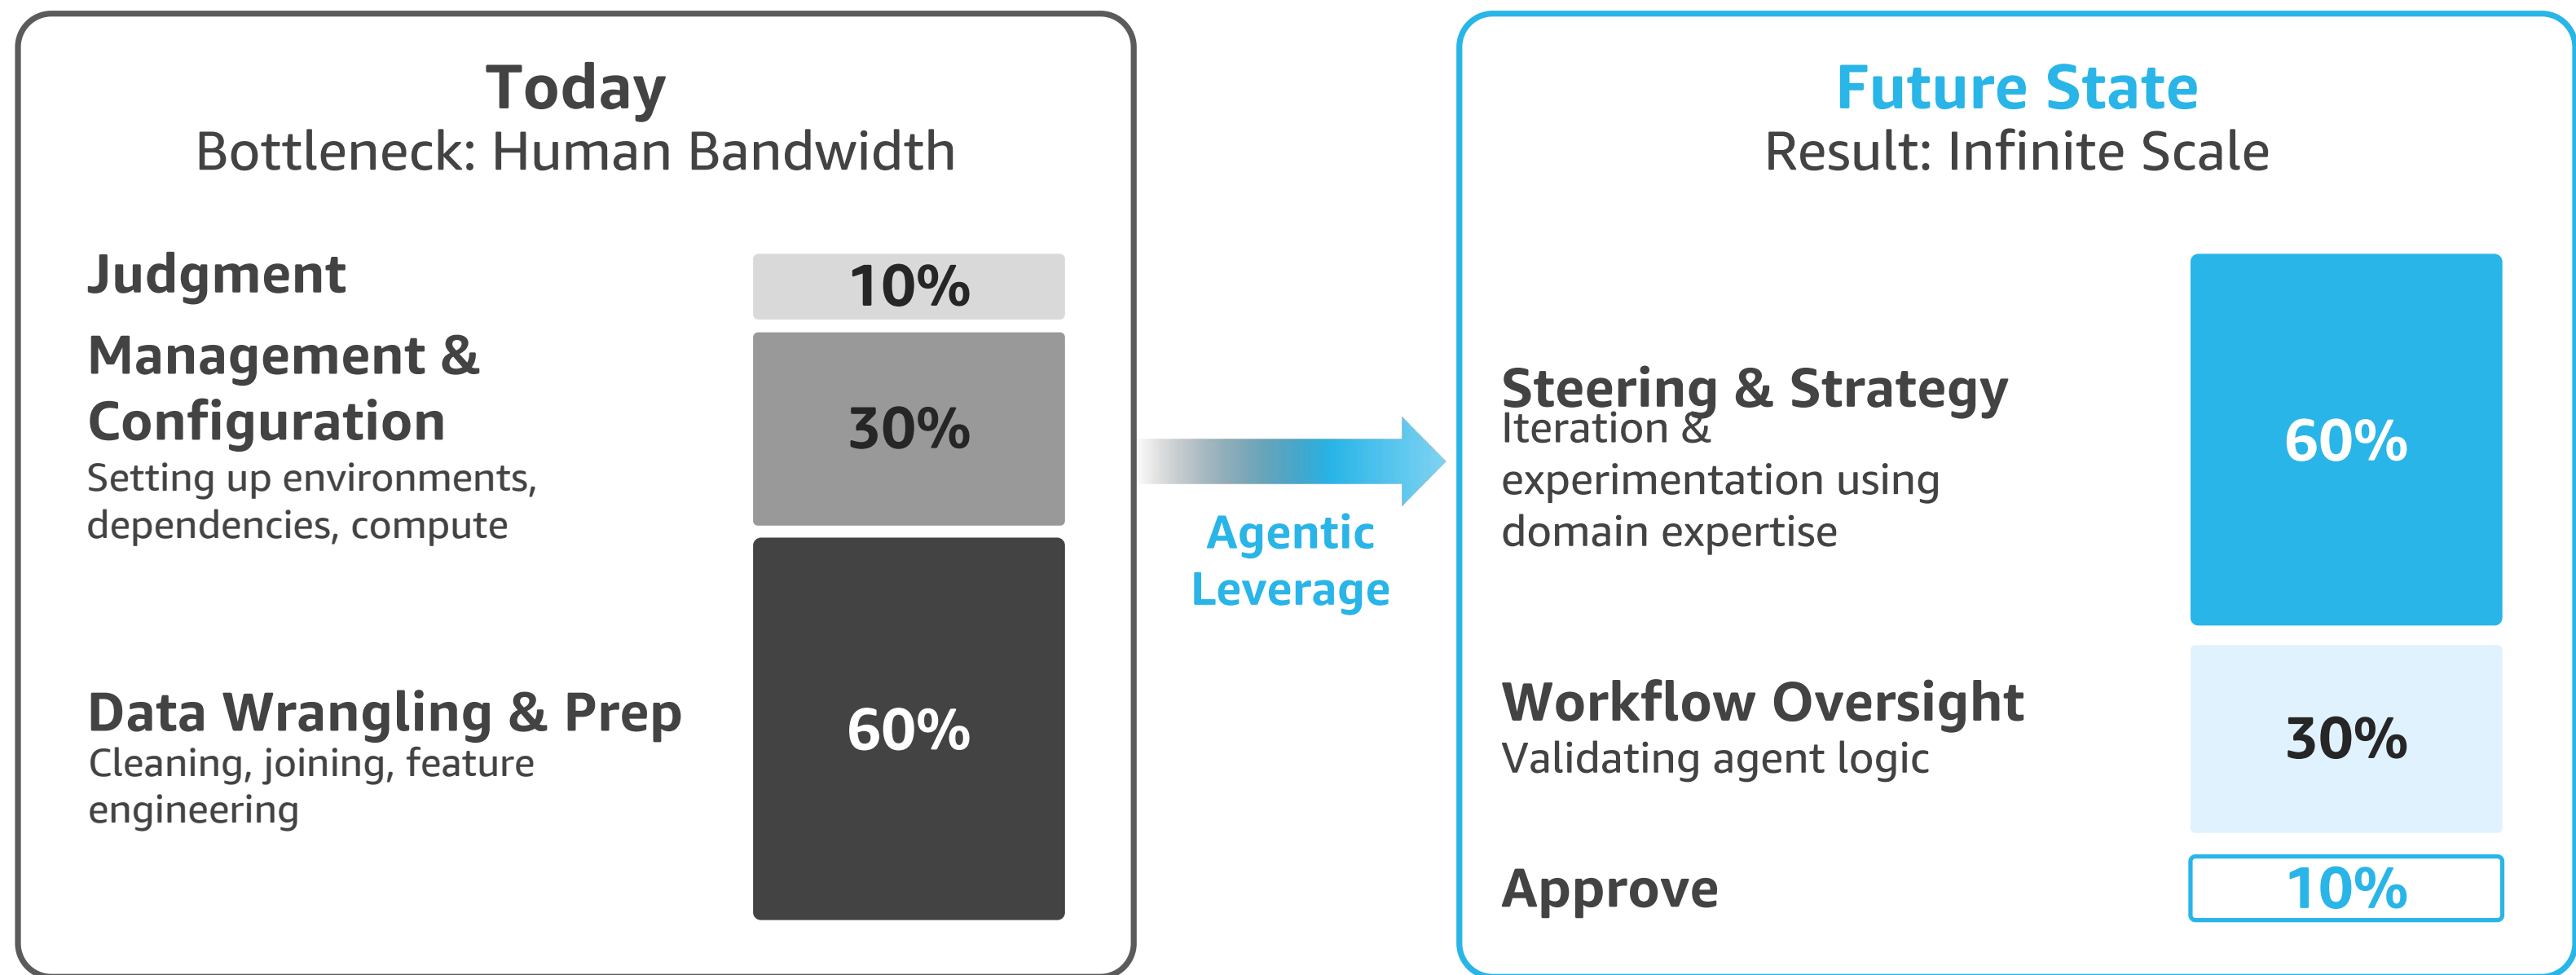 Today
Bottleneck: Human Bandwidth
Judgment
10%
Management &
Configuration
Setting up environments,
dependencies, compute
30%
Data Wrangling & Prep
Cleaning, joining, feature
engineering
60%
Agentic
Leverage
Future State
Result: Infinite Scale
Steering & Strategy
Iteration &
experimentation using
domain expertise
60%
Workflow Oversight
Validating agent logic
30%
Approve
10%